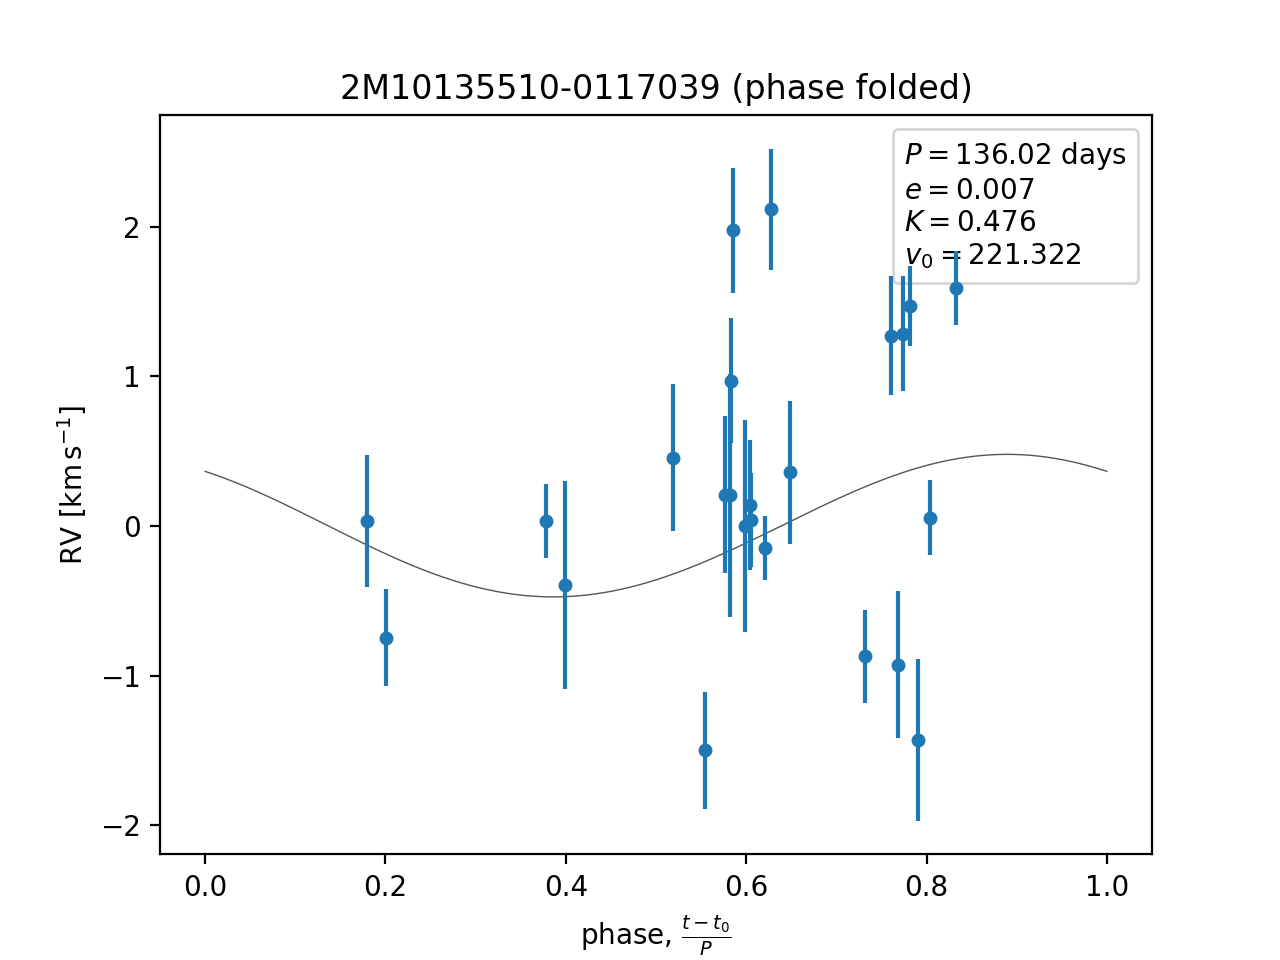 2M10135510-0117039 (phase folded)
P = 136.02 days
e = 0.007
K = 0.476
v₀ = 221.322
2
1
0
−1
−2
RV [km s⁻¹]
0.0 0.2 0.4 0.6 0.8 1.0
phase, (t − t₀)/P